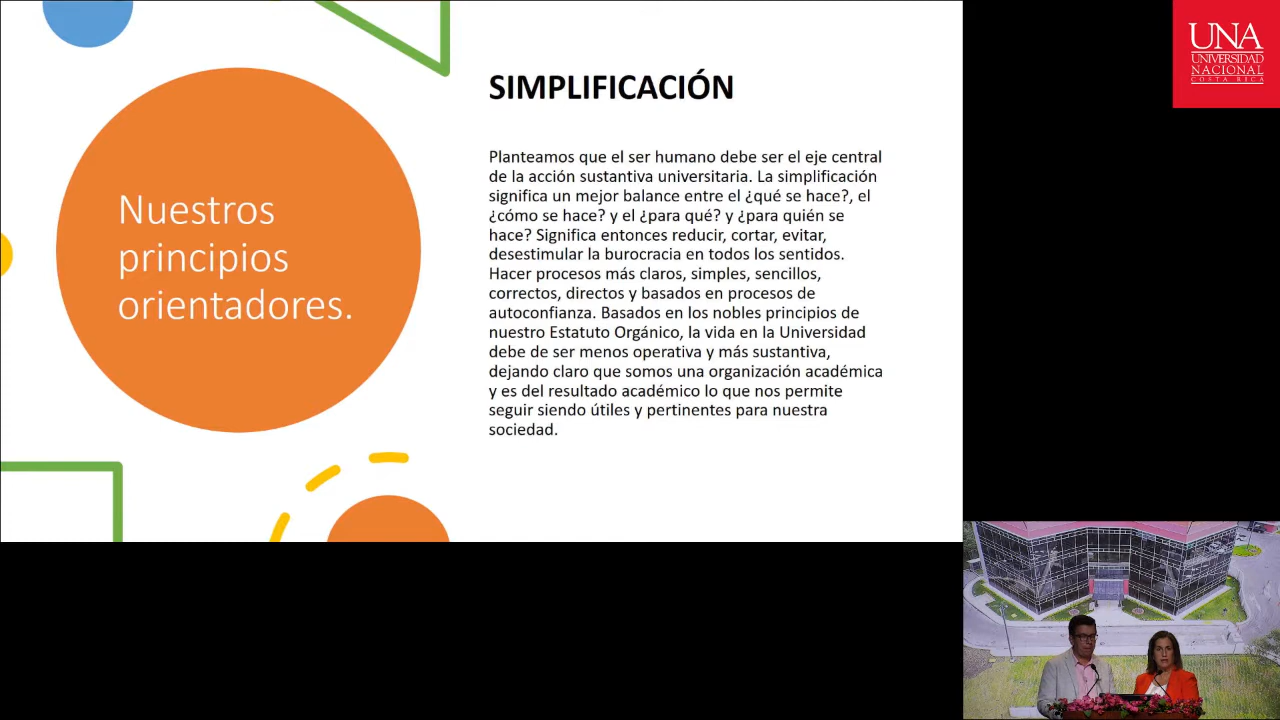 Nuestros
principios
orientadores.
SIMPLIFICACIÓN
Planteamos que el ser humano debe ser el eje central
de la acción sustantiva universitaria. La simplificación
significa un mejor balance entre el ¿qué se hace?, el
¿cómo se hace? y el ¿para qué? y ¿para quién se
hace? Significa entonces reducir, cortar, evitar,
desestimular la burocracia en todos los sentidos.
Hacer procesos más claros, simples, sencillos,
correctos, directos y basados en procesos de
autoconfianza. Basados en los nobles principios de
nuestro Estatuto Orgánico, la vida en la Universidad
debe de ser menos operativa y más sustantiva,
dejando claro que somos una organización académica
y es del resultado académico lo que nos permite
seguir siendo útiles y pertinentes para nuestra
sociedad.
UNA
UNIVERSIDAD
NACIONAL
COSTA RICA